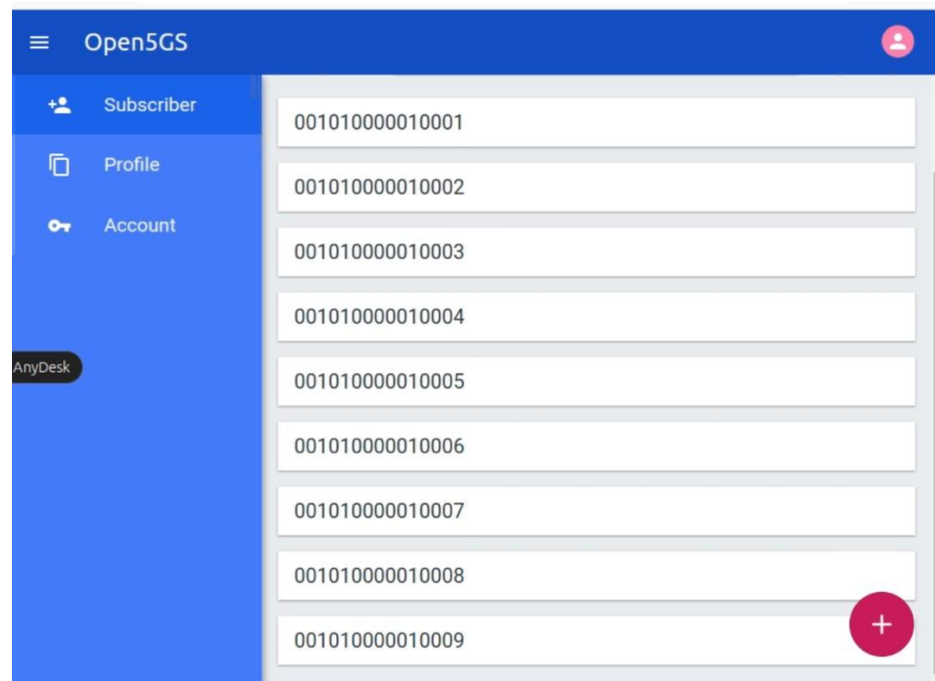 Open5GS
Subscriber
Profile
Account
AnyDesk
001010000010001
001010000010002
001010000010003
001010000010004
001010000010005
001010000010006
001010000010007
001010000010008
001010000010009